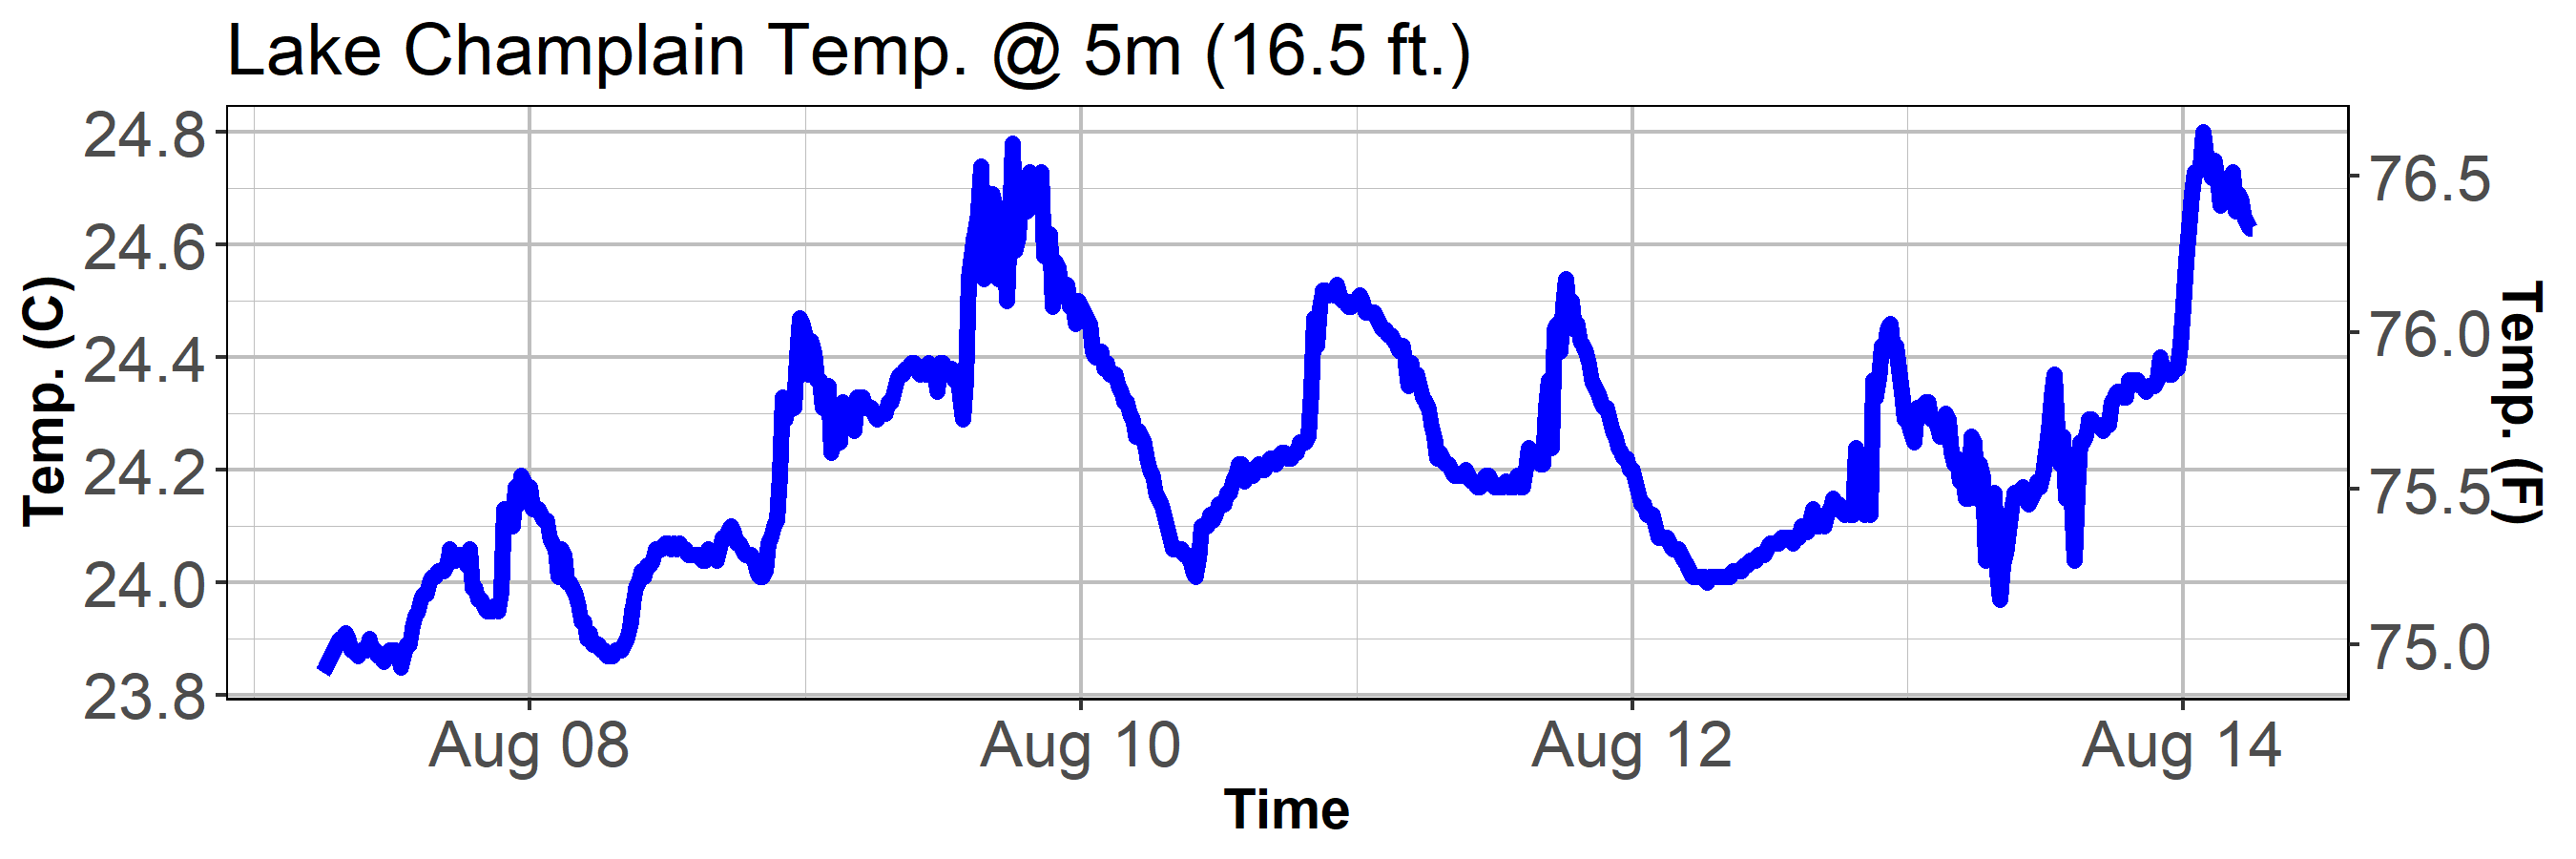 Lake Champlain Temp. @ 5m (16.5 ft.)
Temp. (C)
24.8
24.6
24.4
24.2
24.0
23.8
76.5
76.0
75.5
75.0
Temp. (F)
Aug 08 Aug 10 Aug 12 Aug 14
Time